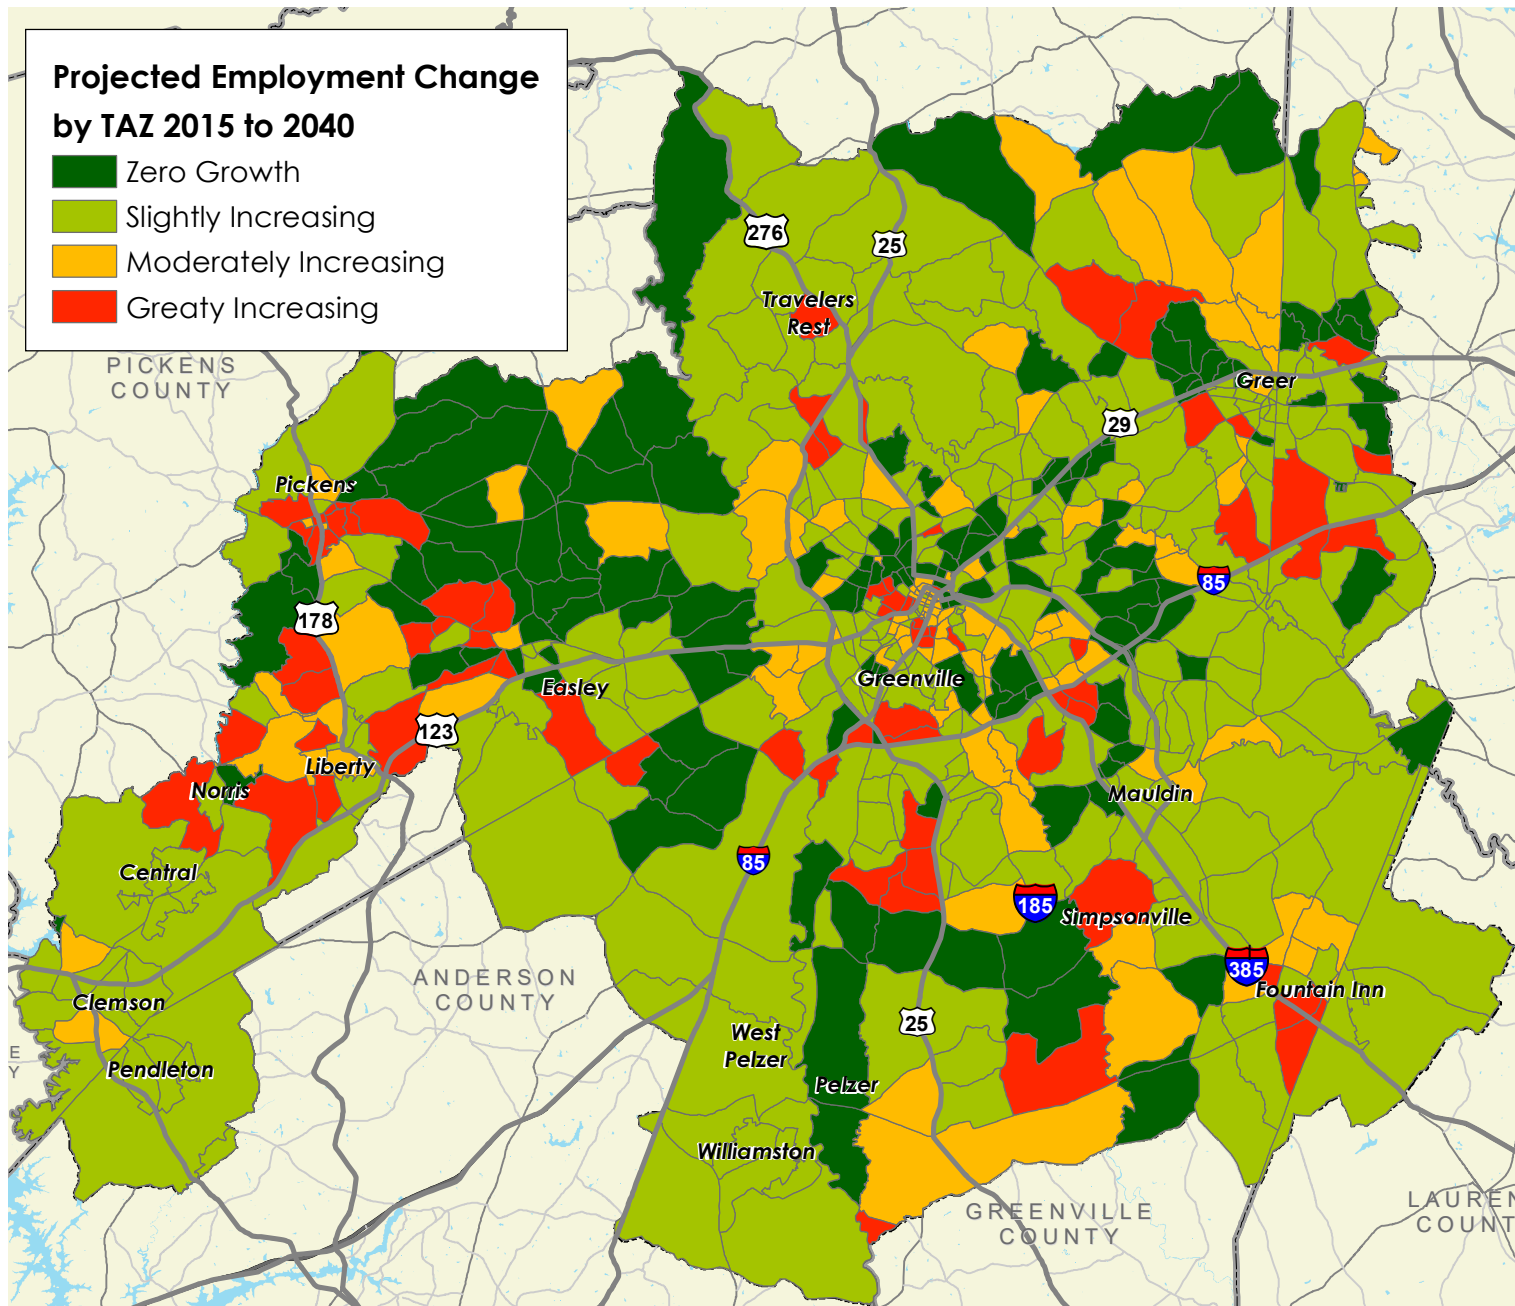 Projected Employment Change
by TAZ 2015 to 2040
Zero Growth
Slightly Increasing
Moderately Increasing
Greaty Increasing
276
25
Travelers
Rest
PICKENS
COUNTY
Greer
29
Pickens
85
178
Greenville
Easley
123
Liberty
Norris
Mauldin
85
Central
185
Simpsonville
385
Fountain Inn
ANDERSON
COUNTY
Clemson
25
West
Pelzer
E
Y
Pendleton
Pelzer
Williamston
GREENVILLE
COUNTY
LAUREN
COUNT